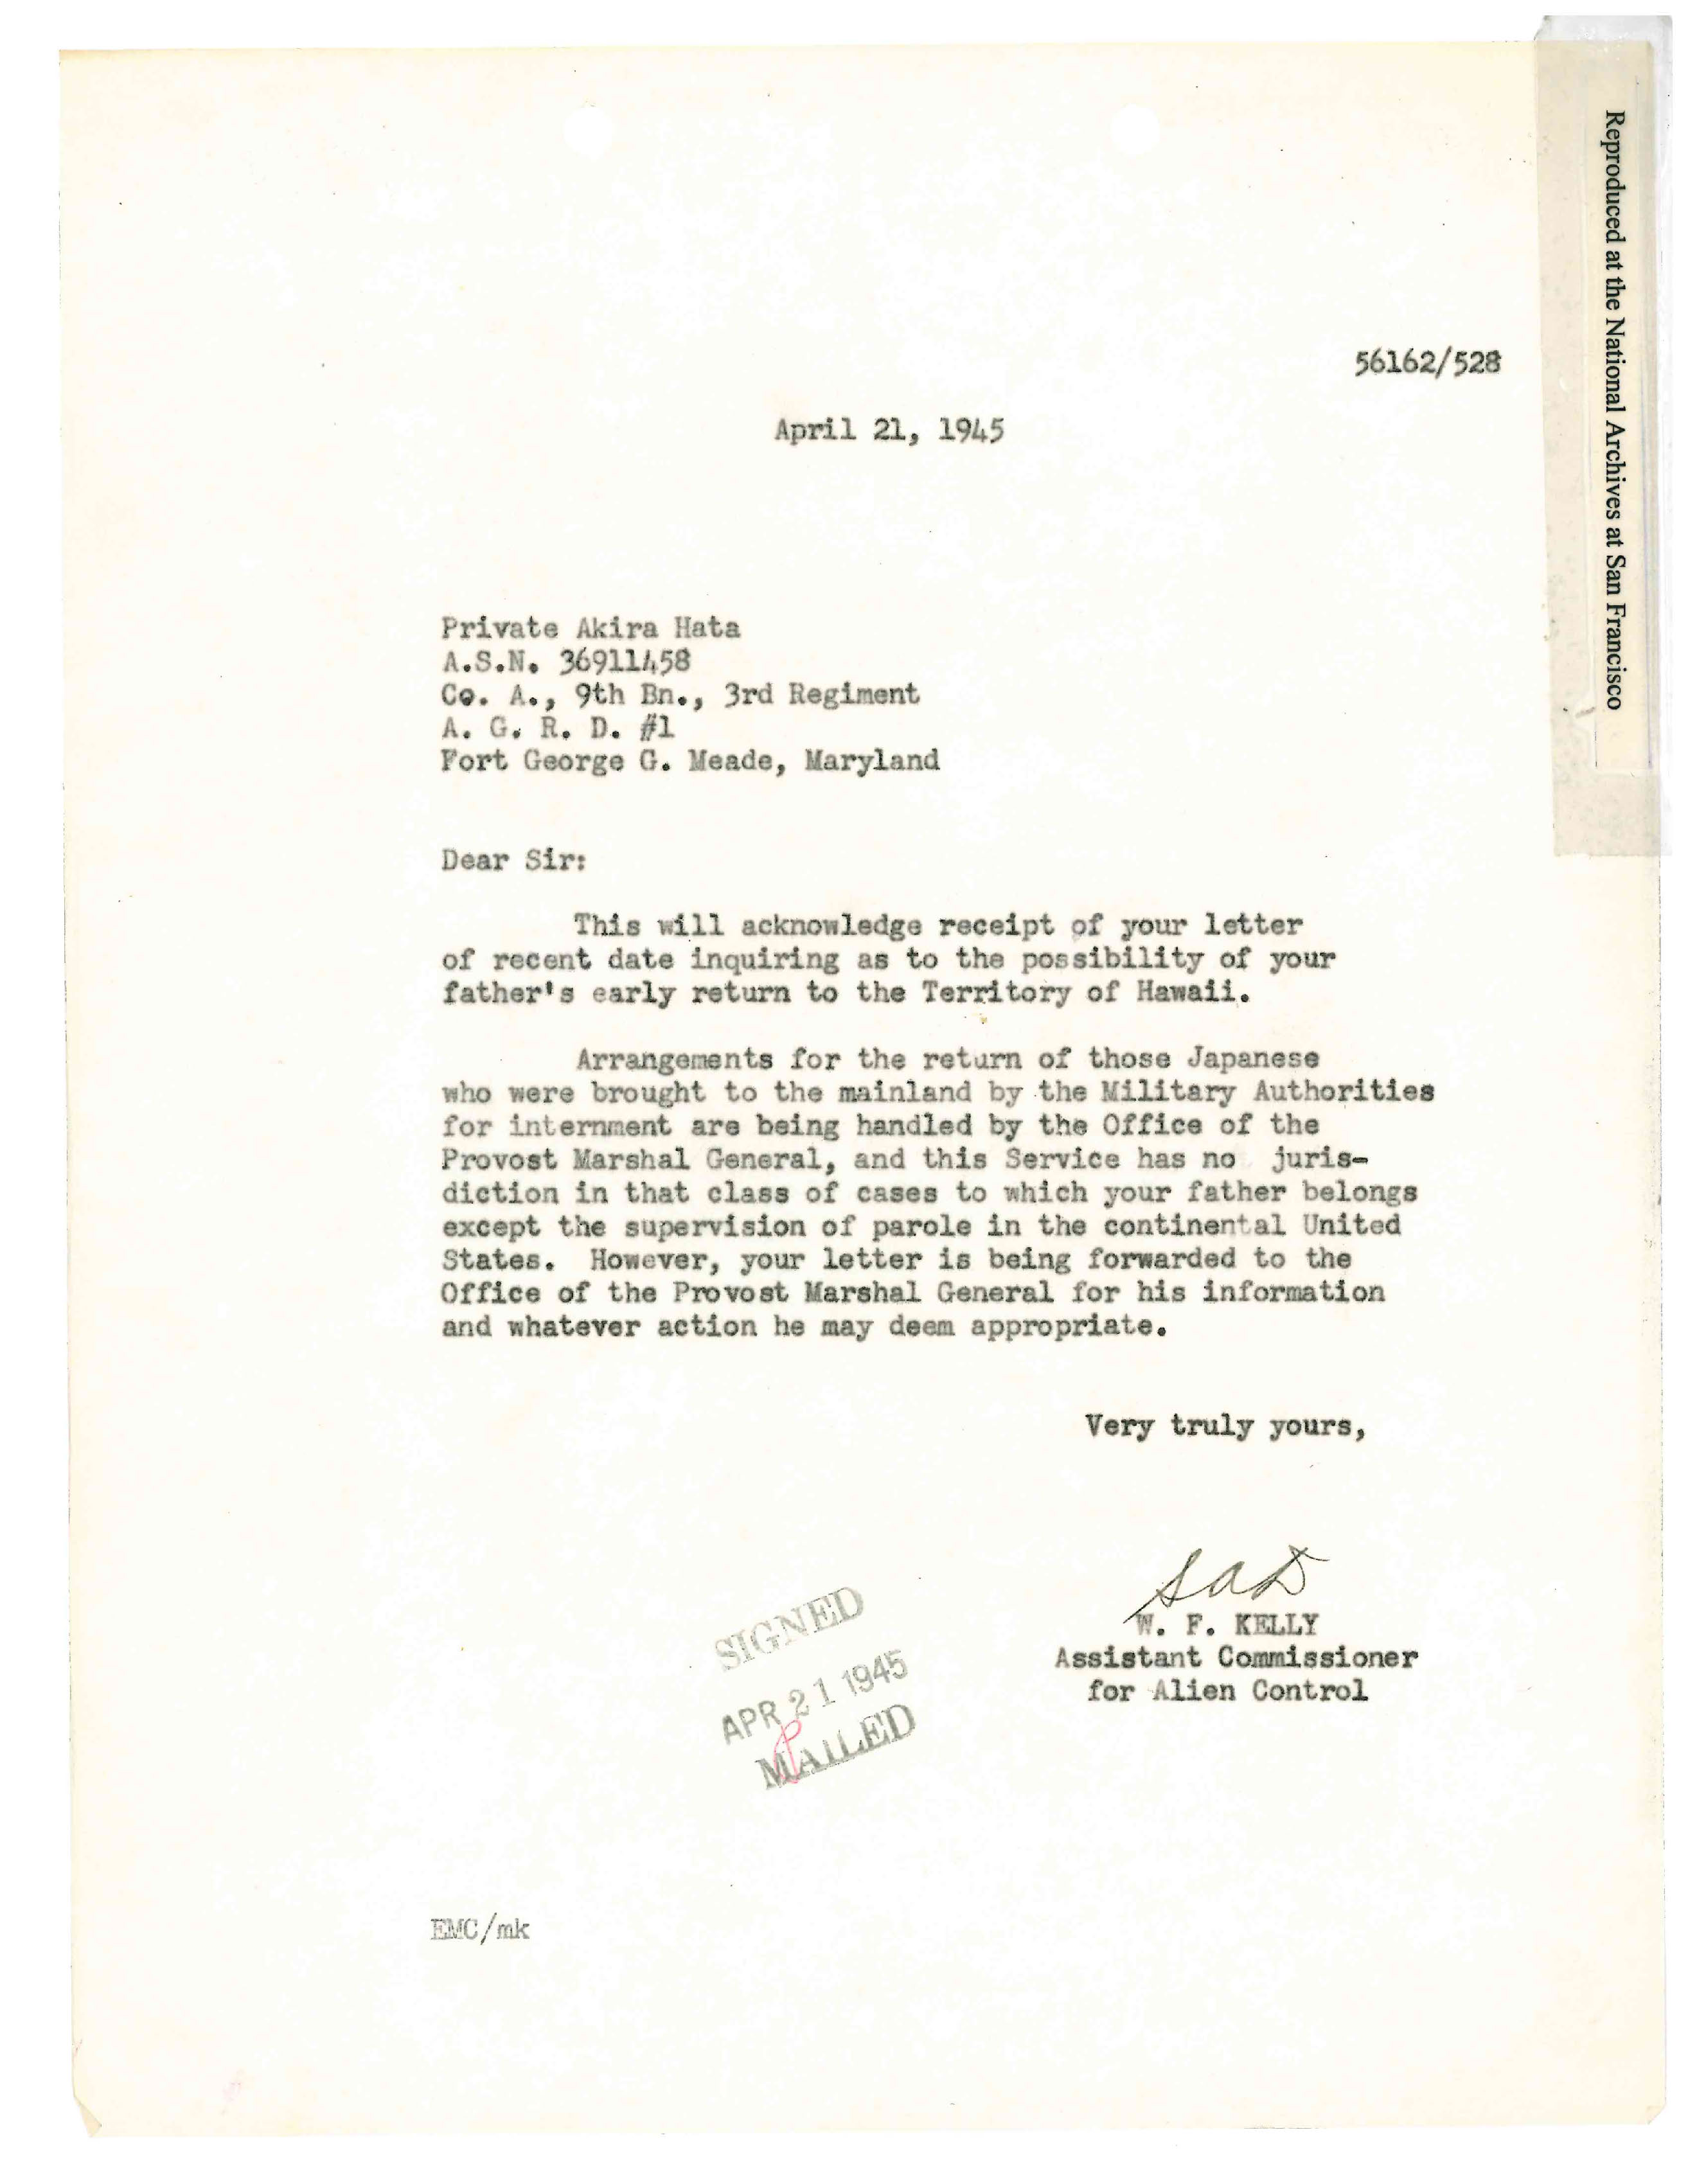 56162/528
April 21, 1945
Private Akira Hata
A.S.N. 36911458
Co. A., 9th Bn., 3rd Regiment
A. G. R. D. #1
Fort George G. Meade, Maryland
Dear Sir:
This will acknowledge receipt of your letter
of recent date inquiring as to the possibility of your
father's early return to the Territory of Hawaii.
Arrangements for the return of those Japanese
who were brought to the mainland by the Military Authorities
for internment are being handled by the Office of the
Provost Marshal General, and this Service has no juris-
diction in that class of cases to which your father belongs
except the supervision of parole in the continental United
States. However, your letter is being forwarded to the
Office of the Provost Marshal General for his information
and whatever action he may deem appropriate.
Very truly yours,
W. F. KELLY
Assistant Commissioner
for Alien Control
SIGNED
APR 21 1945
MAILED
EMC/mk
Reproduced at the National Archives at San Francisco